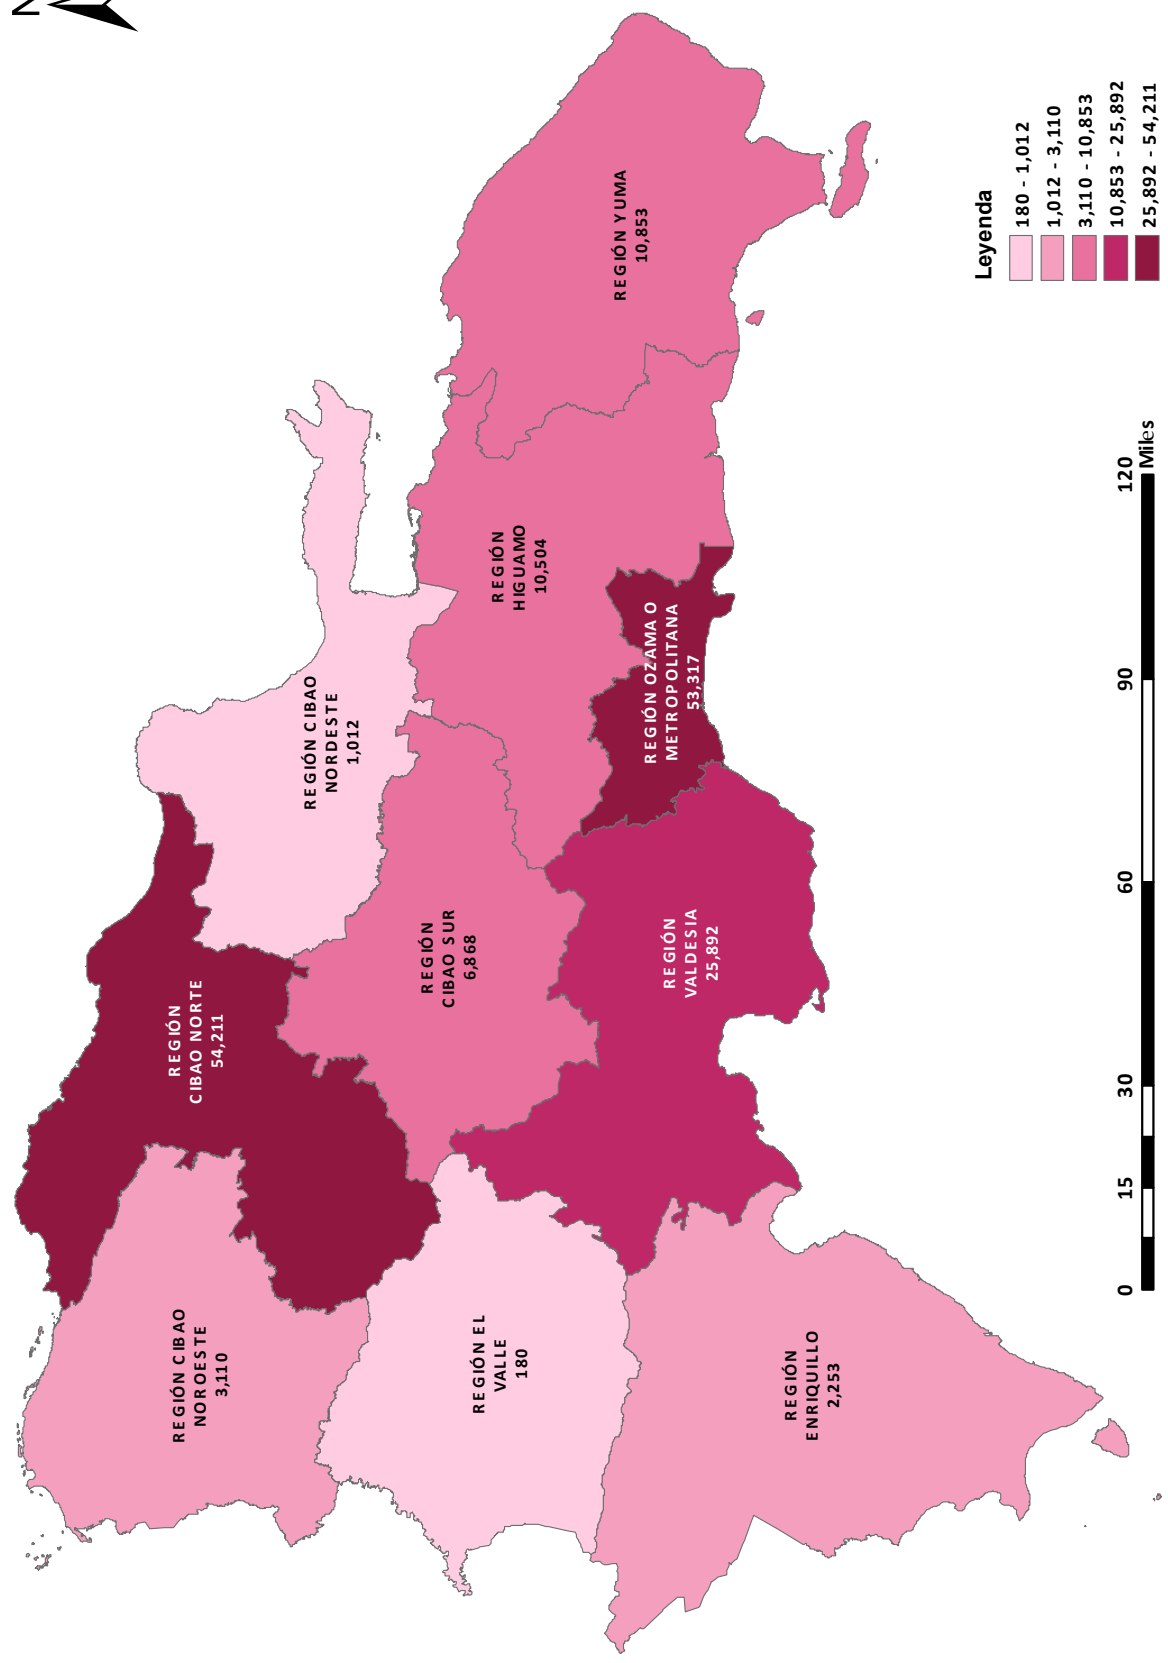 N
REGIÓN CIBAO
NOROESTE
3,110
REGIÓN
CIBAO NORTE
54,211
REGIÓN CIBAO
NORDESTE
1,012
REGIÓN
CIBAO SUR
6,868
REGIÓN EL
VALLE
180
REGIÓN
HIGUAMO
10,504
REGIÓN YUMA
10,853
REGIÓN OZAMA O
METROPOLITANA
53,317
REGIÓN
VALDESIA
25,892
REGIÓN
ENRIQUILLO
2,253
Leyenda
180 - 1,012
1,012 - 3,110
3,110 - 10,853
10,853 - 25,892
25,892 - 54,211
0 15 30 60 90 120
Miles